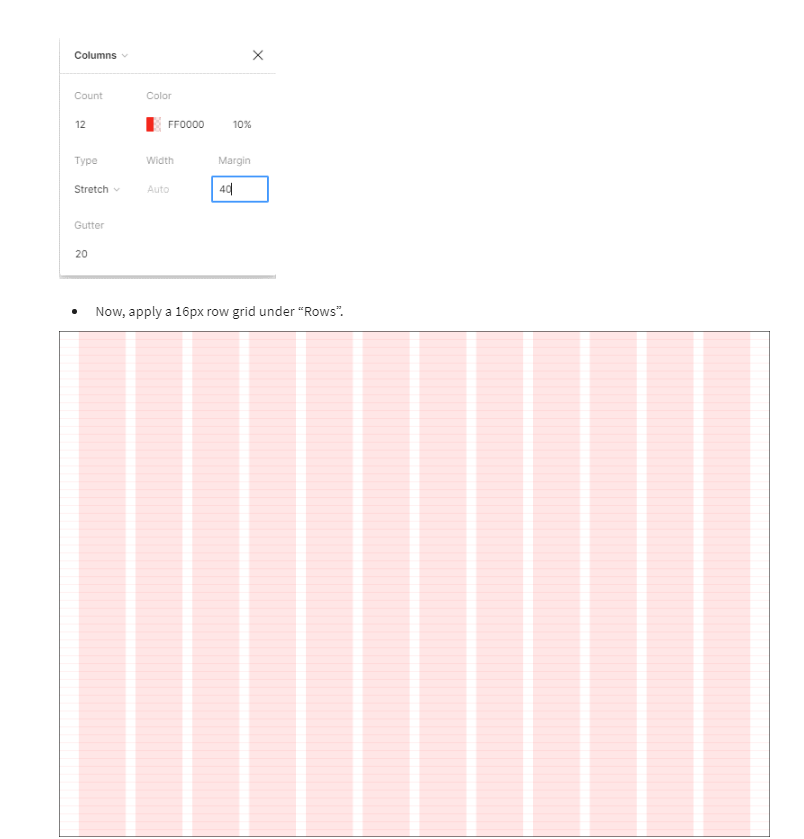 Columns
Count Color
12 FF0000 10%
Type Width Margin
Stretch Auto 40
Gutter
20
• Now, apply a 16px row grid under “Rows”.